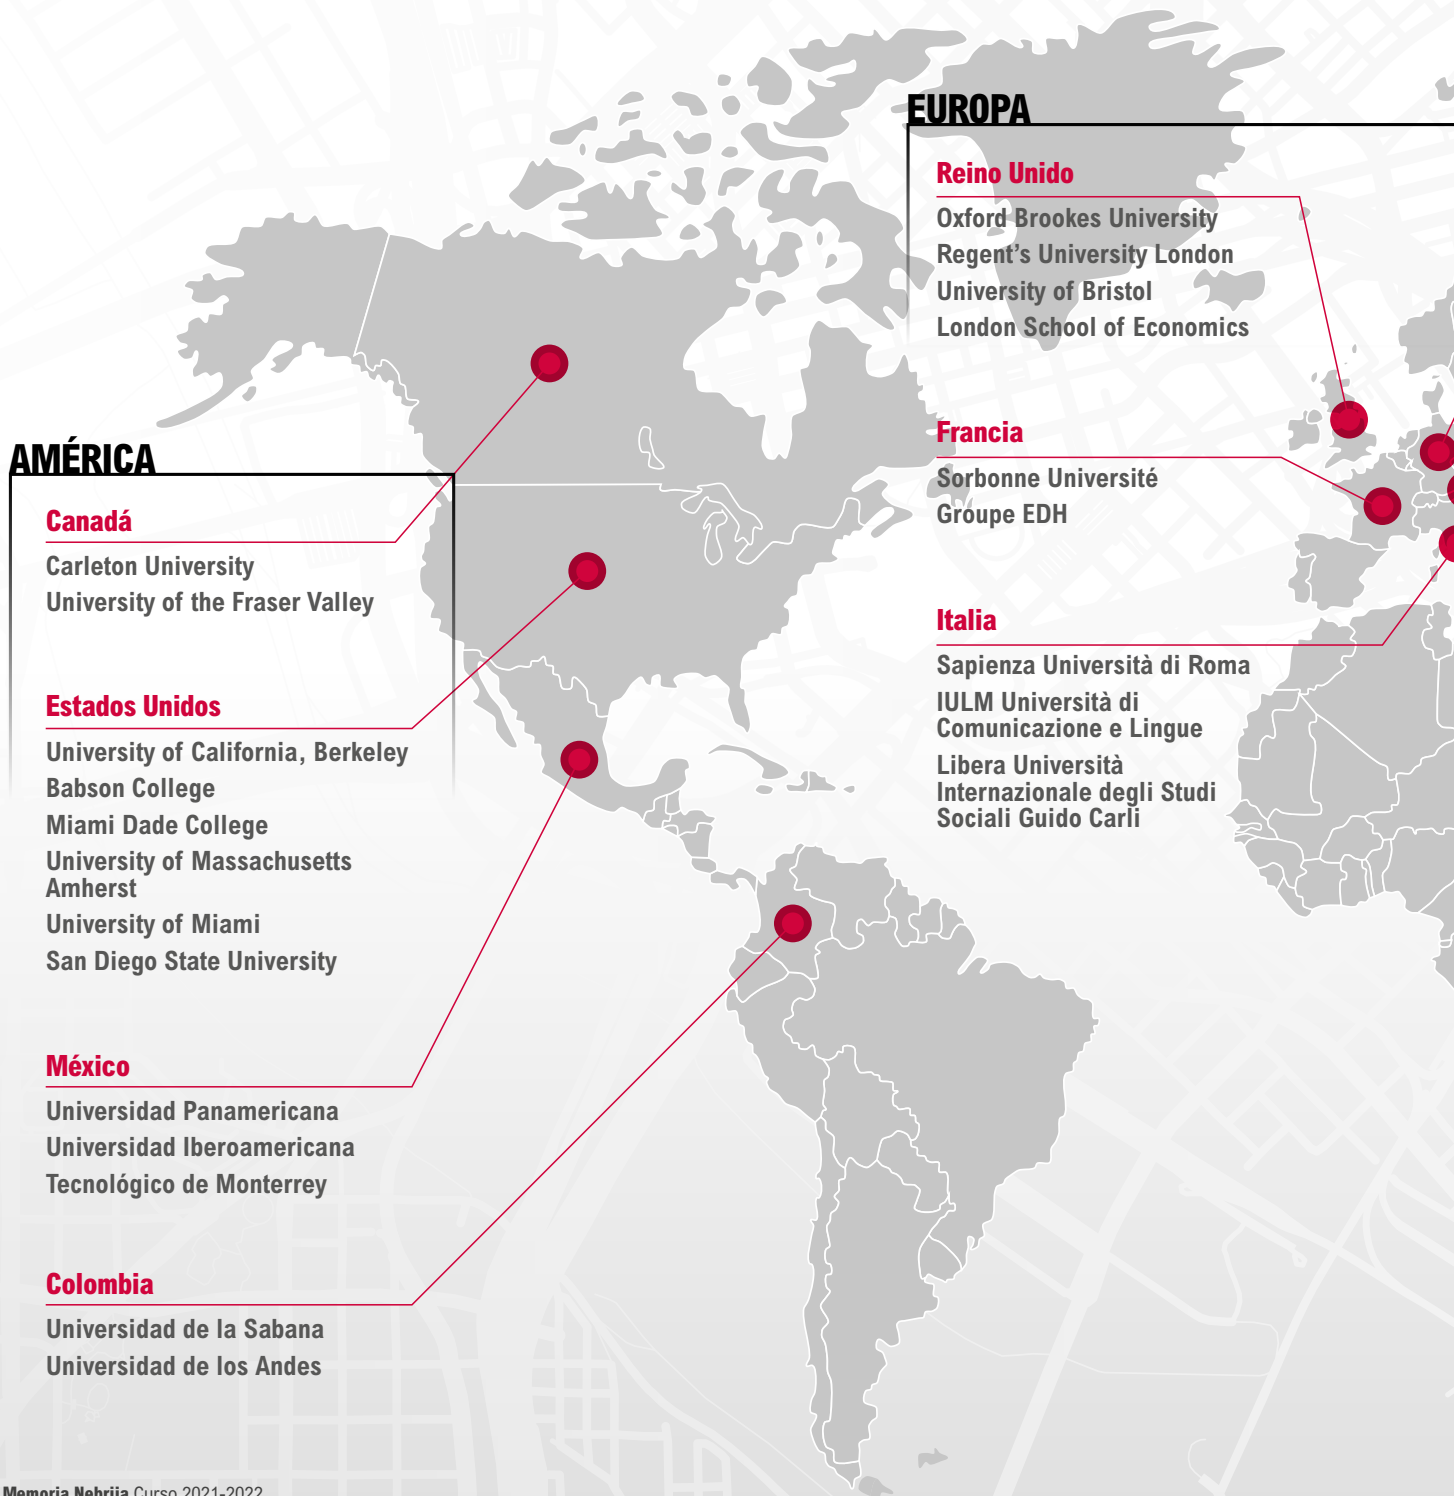 AMÉRICA
Canadá
Carleton University
University of the Fraser Valley
Estados Unidos
University of California, Berkeley
Babson College
Miami Dade College
University of Massachusetts
Amherst
University of Miami
San Diego State University
México
Universidad Panamericana
Universidad Iberoamericana
Tecnológico de Monterrey
Colombia
Universidad de la Sabana
Universidad de los Andes
EUROPA
Reino Unido
Oxford Brookes University
Regent's University London
University of Bristol
London School of Economics
Francia
Sorbonne Université
Groupe EDH
Italia
Sapienza Università di Roma
IULM Università di
Comunicazione e Lingue
Libera Università
Internazionale degli Studi
Sociali Guido Carli
Memoria Nebrija Curso 2021-2022